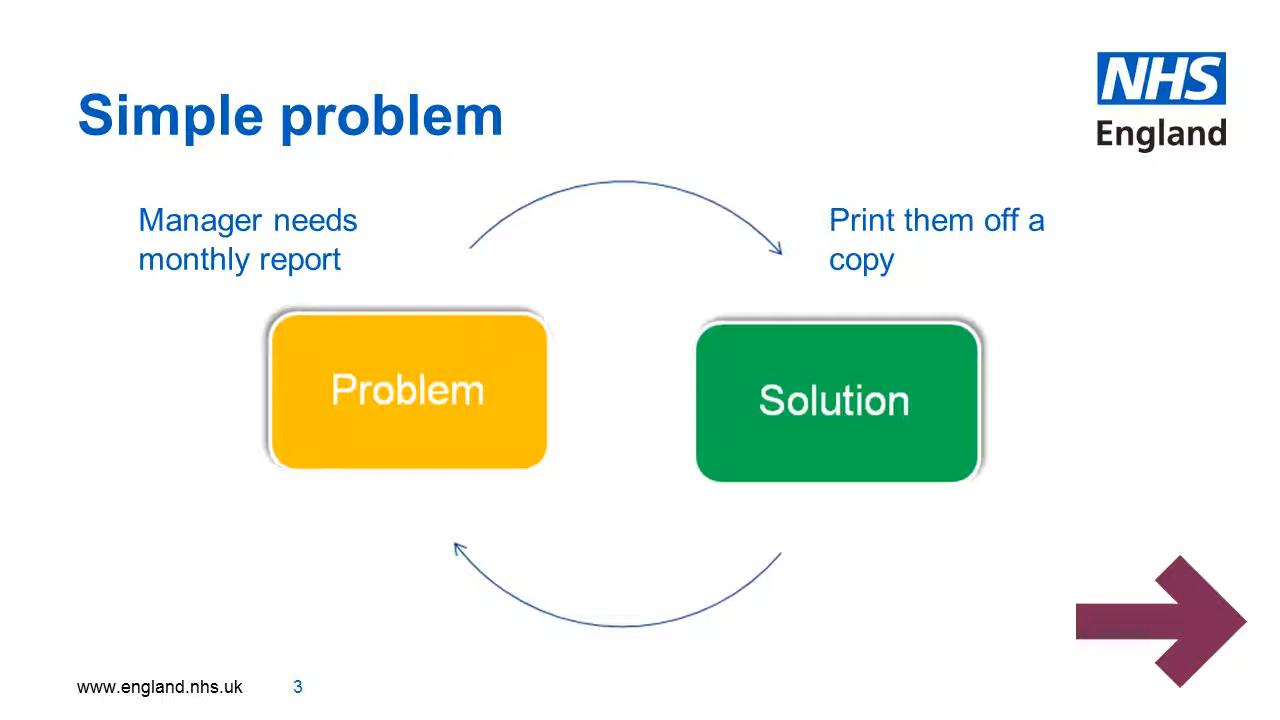 NHS
England
Simple problem
Manager needs
monthly report
Print them off a
copy
Problem
Solution
www.england.nhs.uk
3